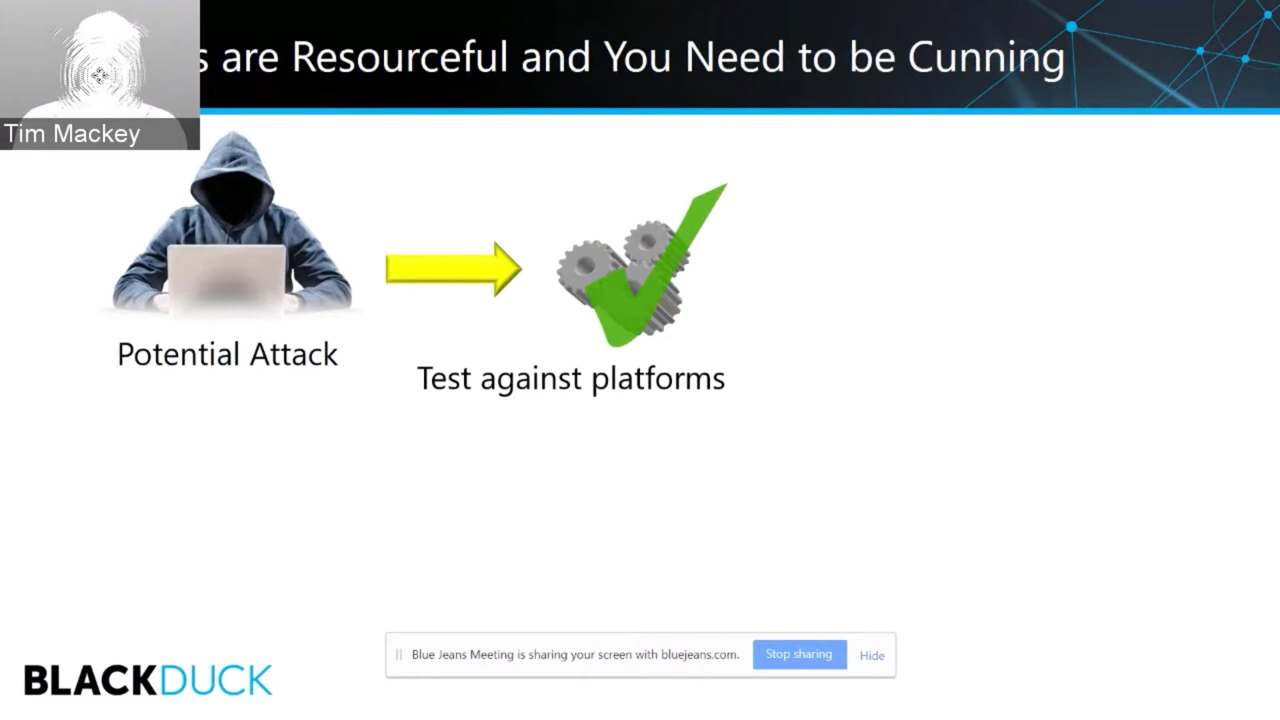 s are Resourceful and You Need to be Cunning
Tim Mackey
Potential Attack
Test against platforms
Blue Jeans Meeting is sharing your screen with bluejeans.com.
Stop sharing
Hide
BLACKDUCK